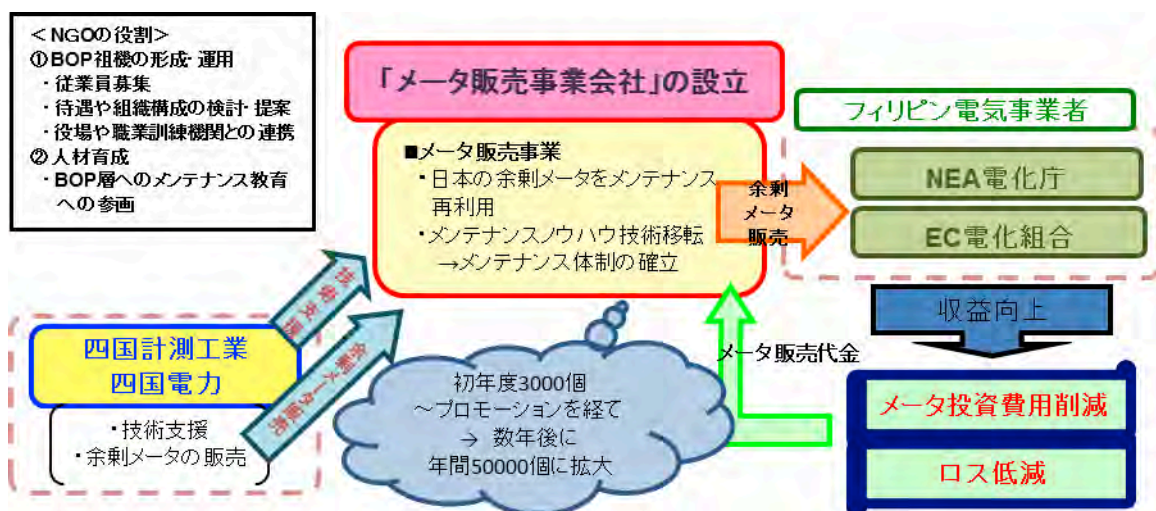 ＜NGOの役割＞
①BOP祖機の形成･運用
・従業員募集
・待遇や組織構成の検討･提案
・役場や職業訓練機関との連携
② 人材育成
・BOP層へのメンテナンス教育
への参画
「メータ販売事業会社」の設立
■メータ販売事業
・日本の余剰メータをメンテナンス
再利用
・メンテナンスノウハウ技術移転
→メンテナンス体制の確立
余剰
メータ
販売
フィリピン電気事業者
NEA電化庁
EC電化組合
収益向上
メータ投資費用削減
ロス低減
メータ販売代金
技術支援
余剰メータ販売
四国計測工業
四国電力
・技術支援
・余剰メータの販売
初年度3000個
～プロモーションを経て
→ 数年後に
年間50000個に拡大